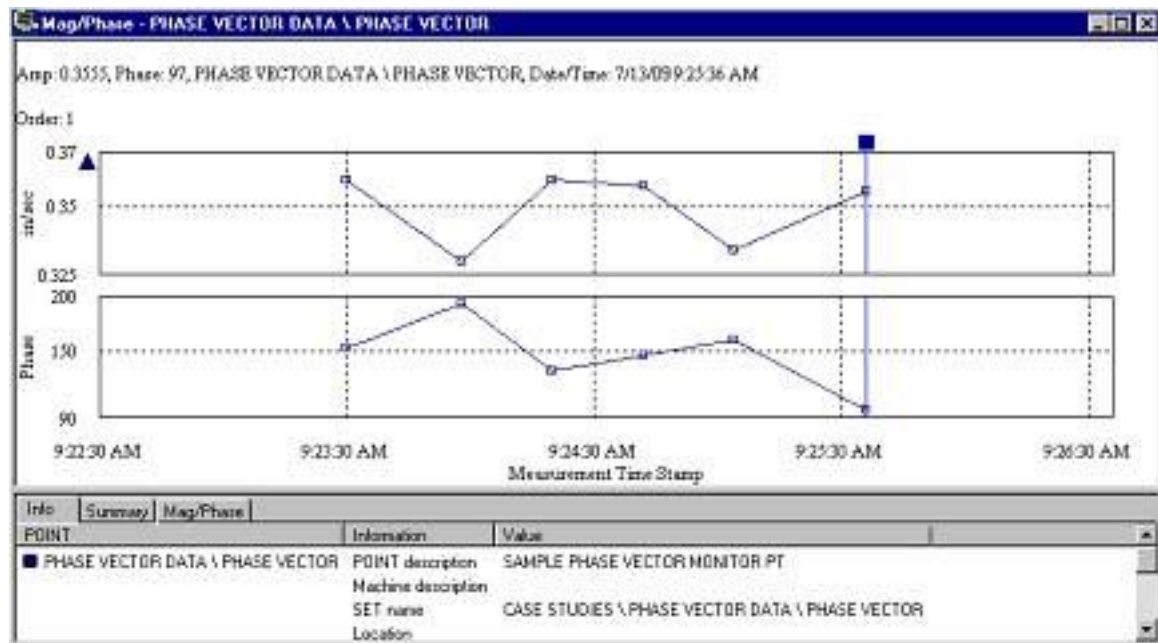 Mag/Phase - PHASE VECTOR DATA \ PHASE VECTOR
Amp: 0.3555, Phase: 97, PHASE VECTOR DATA \ PHASE VECTOR, Date/Time: 7/13/09 9:25:36 AM
Order: 1
0.37
0.35
in/sec
0.325
200
130
Phase
90
9:22:30 AM 9:23:30 AM 9:24:30 AM 9:25:30 AM 9:26:30 AM
Measurement Time Stamp
Info Summary Mag/Phase
POINT Information Value
PHASE VECTOR DATA \ PHASE VECTOR POINT description SAMPLE PHASE VECTOR MONITOR PT
Machine description
SET name CASE STUDIES \ PHASE VECTOR DATA \ PHASE VECTOR
Location